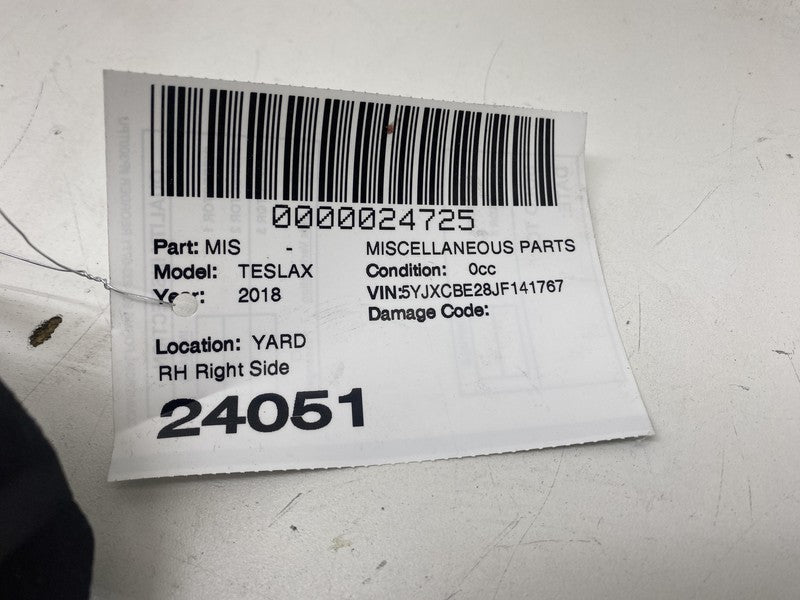 0000024725
Part: MIS - MISCELLANEOUS PARTS
Model: TESLAX Condition: 0cc
Year: 2018 VIN:5YJXCBE28JF141767
Damage Code:
Location: YARD
RH Right Side
24051